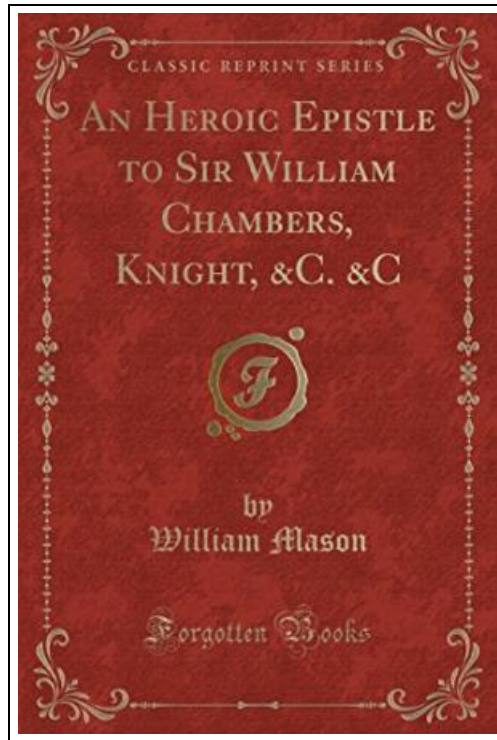 CLASSIC REPRINT SERIES
AN HEROIC EPISTLE
TO SIR WILLIAM
CHAMBERS,
KNIGHT, &C. &C
F
by
William Mason
Forgotten Books